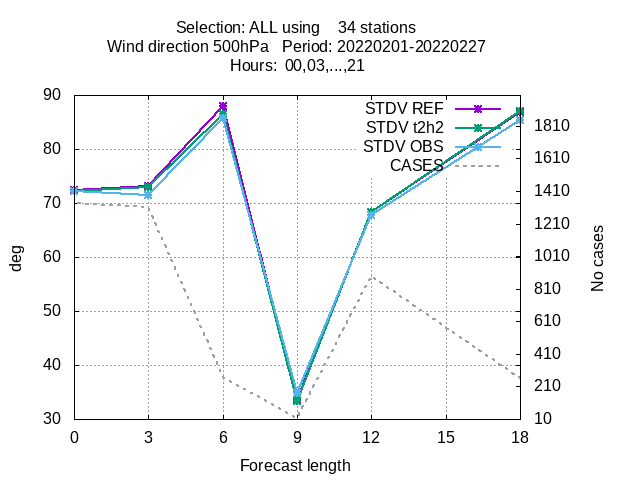 Selection: ALL using    34 stations
Wind direction 500hPa   Period: 20220201-20220227
Hours:  00,03,...,21
STDV REF
STDV t2h2
STDV OBS
CASES
90
80
70
60
50
40
30
deg
1810
1610
1410
1210
1010
810
610
410
210
10
No cases
0 3 6 9 12 15 18
Forecast length